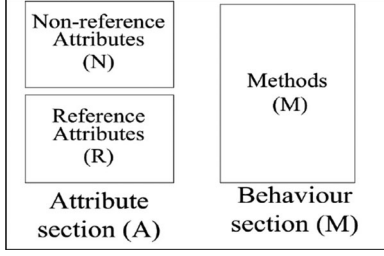 Non-reference
Attributes
(N)
Reference
Attributes
(R)
Attribute
section (A)
Methods
(M)
Behaviour
section (M)